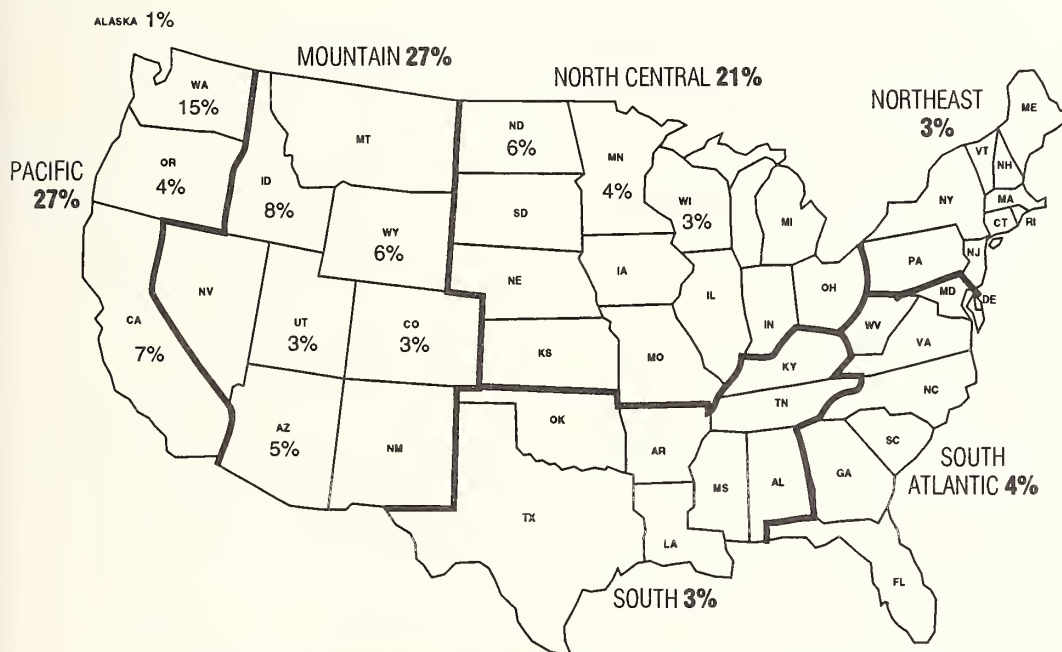 ALASKA 1%
MOUNTAIN 27%
NORTH CENTRAL 21%
NORTHEAST
3%
PACIFIC
27%
WA
15%
OR
4%
CA
7%
ID
8%
MT
WY
6%
NV
UT
3%
CO
3%
AZ
5%
NM
ND
6%
SD
NE
KS
MN
4%
IA
MO
WI
3%
IL
MI
IN
OH
KY
TN
OK
TX
AR
LA
MS
AL
ME
VT
NH
MA
CT
RI
NY
PA
NJ
MD
DE
WV
VA
NC
SC
GA
FL
SOUTH
ATLANTIC 4%
SOUTH 3%